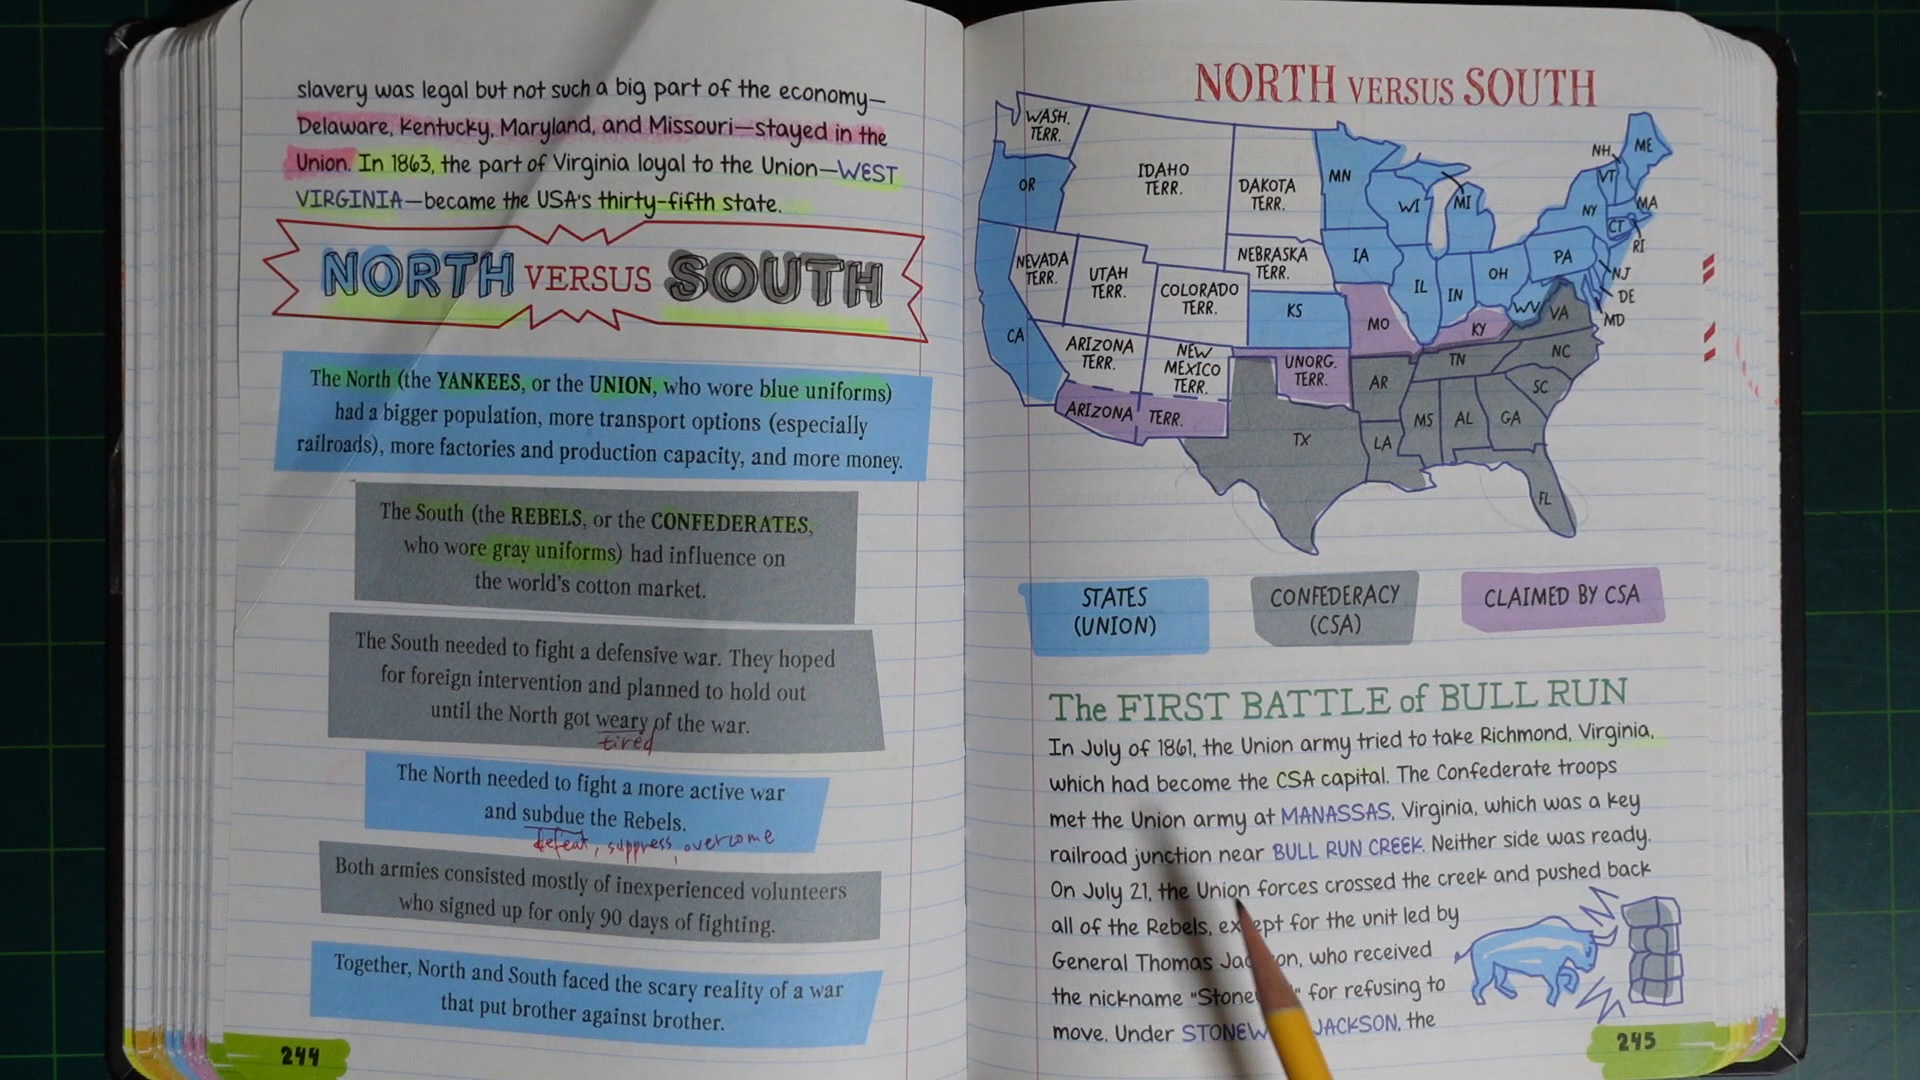 slavery was legal but not such a big part of the economy—
Delaware, Kentucky, Maryland, and Missouri—stayed in the
Union. In 1863, the part of Virginia loyal to the Union—WEST
VIRGINIA—became the USA's thirty-fifth state.
NORTH VERSUS SOUTH
The North (the YANKEES, or the UNION, who wore blue uniforms)
had a bigger population, more transport options (especially
railroads), more factories and production capacity, and more money.
The South (the REBELS, or the CONFEDERATES,
who wore gray uniforms) had influence on
the world's cotton market.
The South needed to fight a defensive war. They hoped
for foreign intervention and planned to hold out
until the North got weary of the war.
tired
The North needed to fight a more active war
and subdue the Rebels.
defeat, suppress, overcome
Both armies consisted mostly of inexperienced volunteers
who signed up for only 90 days of fighting.
Together, North and South faced the scary reality of a war
that put brother against brother.
244
NORTH VERSUS SOUTH
WASH.
TERR.
OR
IDAHO
TERR.
DAKOTA
TERR.
MN
WI
MI
NH
VT
ME
NY
MA
CT
RI
NEVADA
TERR.
UTAH
TERR.
NEBRASKA
TERR.
IA
PA
NJ
DE
MD
COLORADO
TERR.
IL
IN
OH
WV
VA
CA
KS
MO
KY
ARIZONA
TERR.
NEW
MEXICO
TERR.
UNORG.
TERR.
TN
NC
AR
SC
ARIZONA TERR.
TX
LA
MS
AL
GA
FL
STATES
(UNION)
CONFEDERACY
(CSA)
CLAIMED BY CSA
The FIRST BATTLE of BULL RUN
In July of 1861, the Union army tried to take Richmond, Virginia,
which had become the CSA capital. The Confederate troops
met the Union army at MANASSAS, Virginia, which was a key
railroad junction near BULL RUN CREEK. Neither side was ready.
On July 21, the Union forces crossed the creek and pushed back
all of the Rebels, except for the unit led by
General Thomas Jackson, who received
the nickname "Stone for refusing to
move. Under STONEW JACKSON, the
245